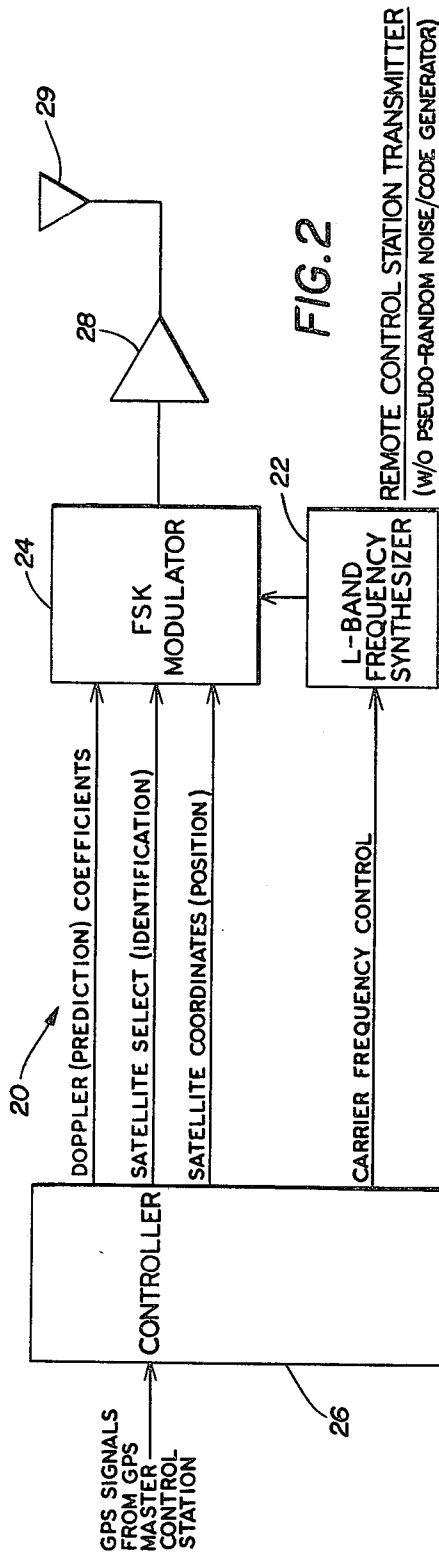 20
GPS SIGNALS
FROM GPS
MASTER
CONTROL
STATION
CONTROLLER
26
DOPPLER (PREDICTION) COEFFICIENTS
SATELLITE SELECT (IDENTIFICATION)
SATELLITE COORDINATES (POSITION)
CARRIER FREQUENCY CONTROL
24
FSK
MODULATOR
22
L-BAND
FREQUENCY
SYNTHESIZER
28
29
FIG.2
REMOTE CONTROL STATION TRANSMITTER
(W/O PSEUDO-RANDOM NOISE/CODE GENERATOR)